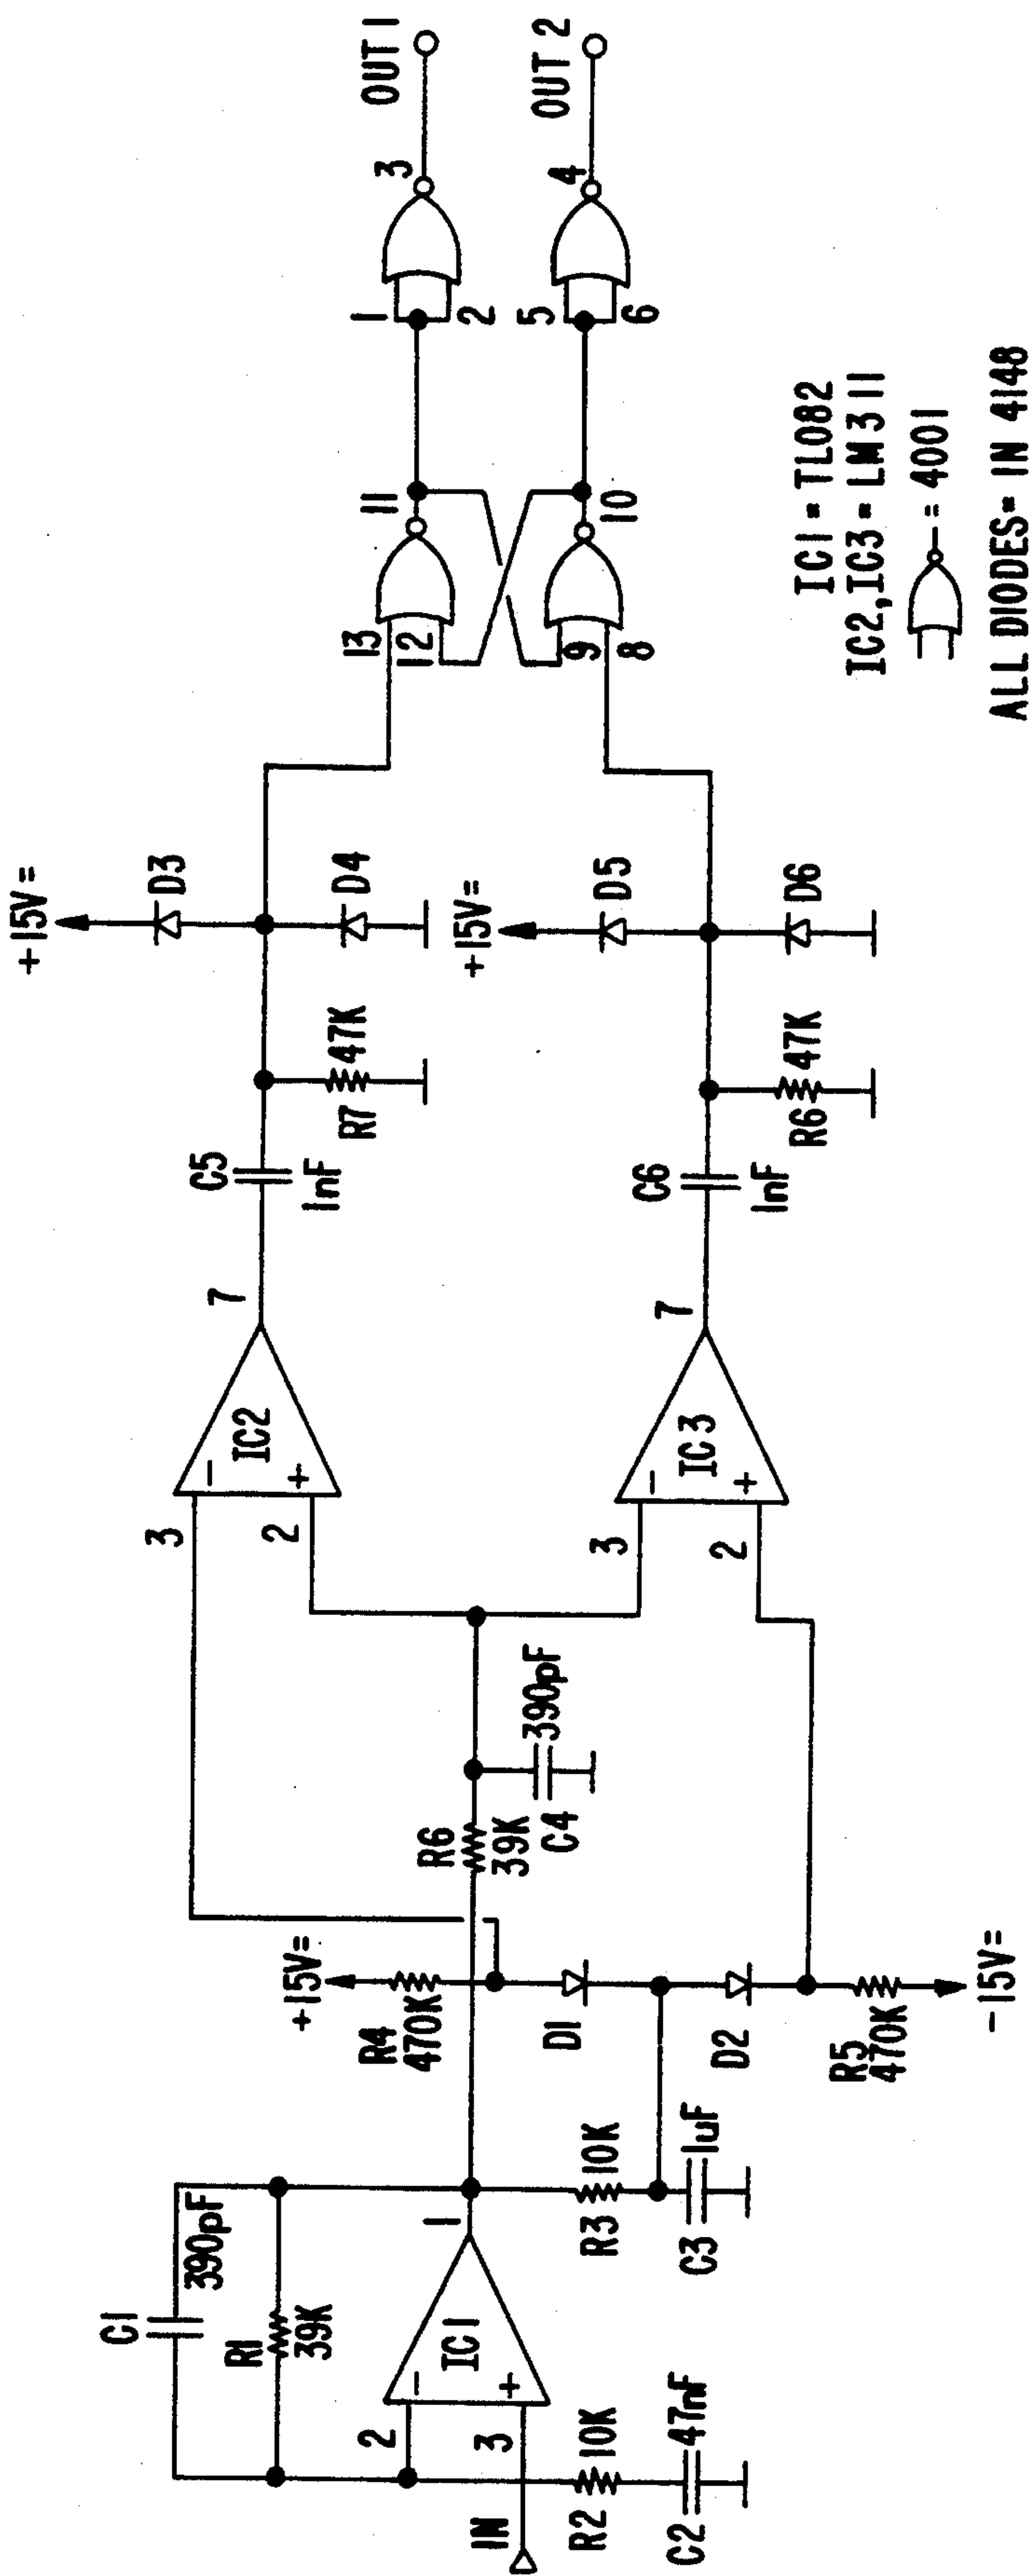 IN
2
3
IC1
-
+
1
C1
390pF
R1
39K
R2
10K
C2
47nF
R3
10K
C3
1uF
+15V=
R4
470K
D1
D2
R5
470K
-15V=
R6
39K
C4
390pF
3
2
IC2
-
+
7
3
2
IC3
-
+
7
C5
1nF
R7
47K
+15V=
D3
D4
C6
1nF
R6
47K
+15V=
D5
D6
13
12
11
9
8
10
1
2
3
OUT 1
5
6
4
OUT 2
IC1 = TL082
IC2, IC3 = LM311
= 4001
ALL DIODES= IN 4148